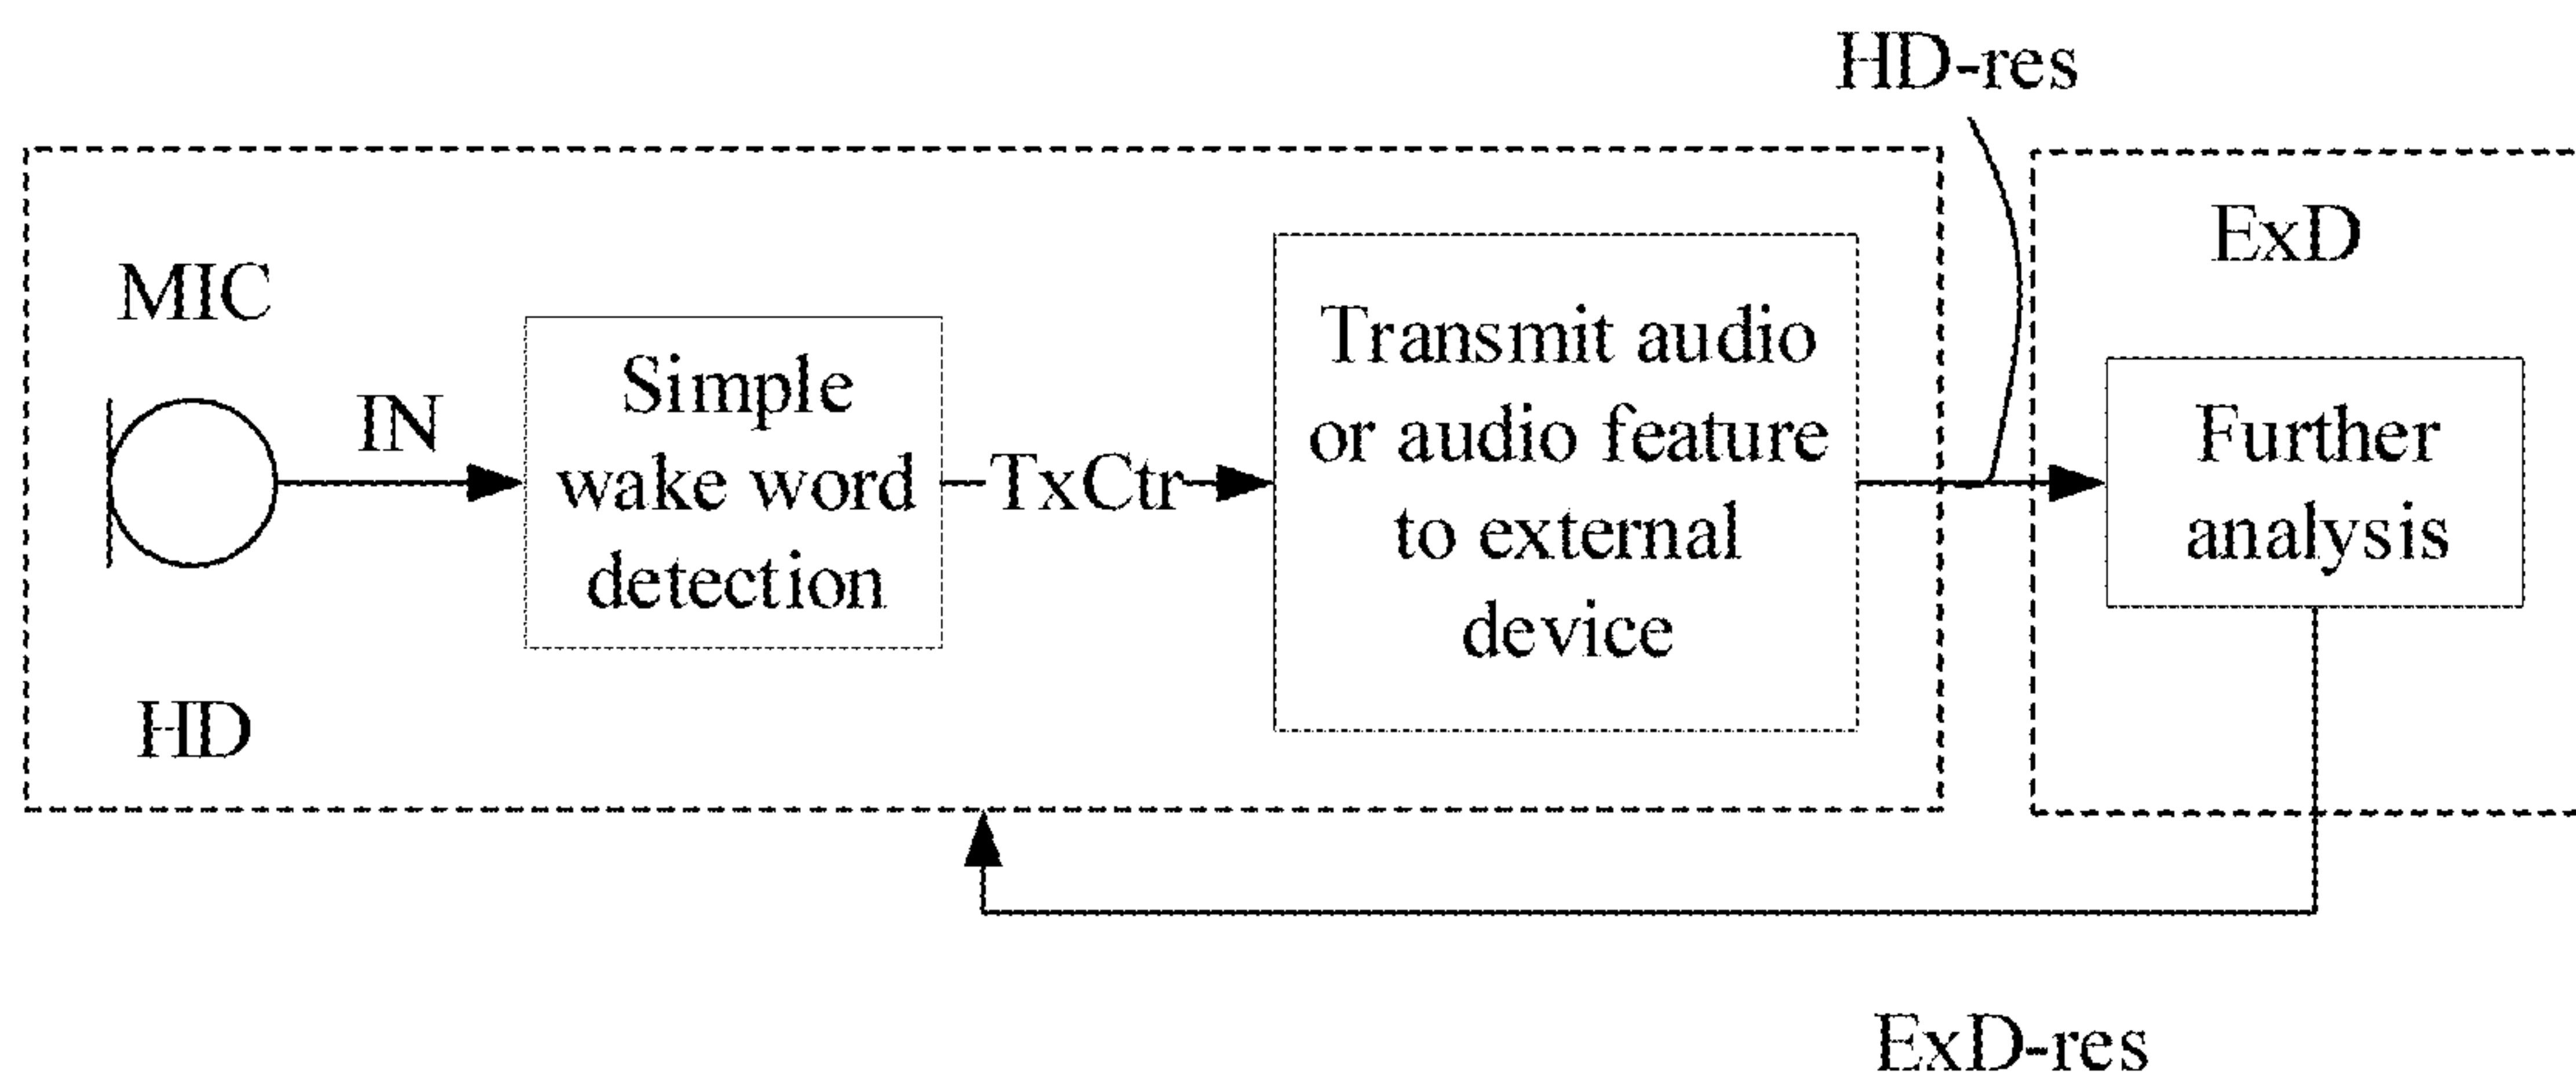 HD-res
ExD
MIC
IN
Simple
wake word
detection
TxCtr
Transmit audio
or audio feature
to external
device
Further
analysis
HD
ExD-res